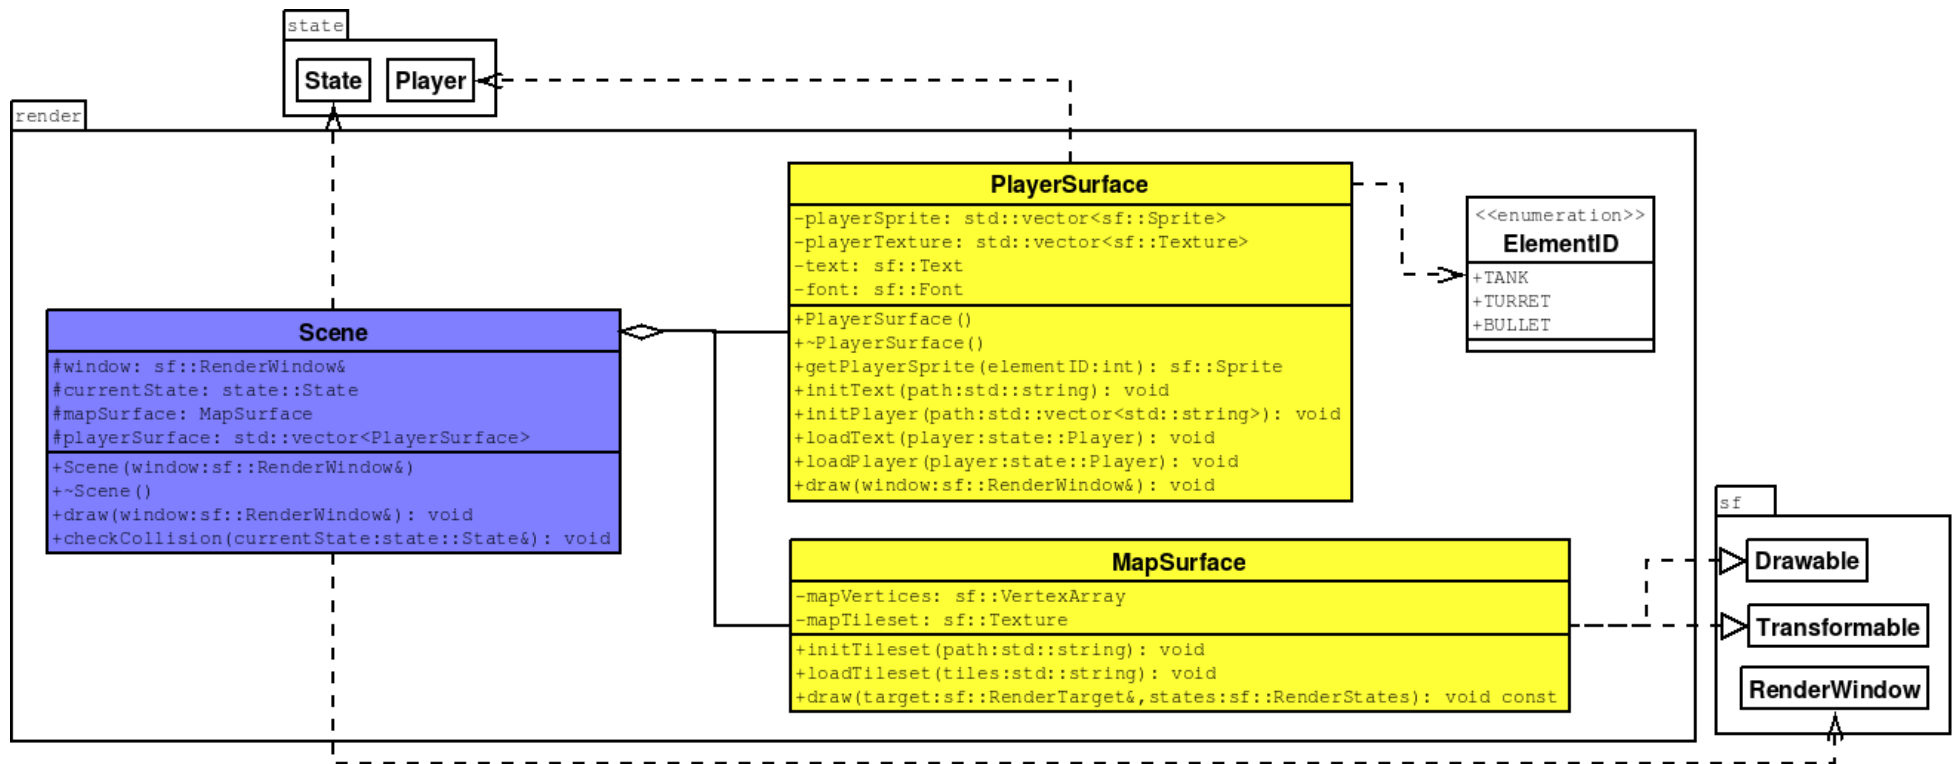 state
State
Player
render
PlayerSurface
-playerSprite: std::vector<sf::Sprite>
-playerTexture: std::vector<sf::Texture>
-text: sf::Text
-font: sf::Font
+PlayerSurface()
+~PlayerSurface()
+getPlayerSprite(elementID:int): sf::Sprite
+initText(path:std::string): void
+initPlayer(path:std::vector<std::string>): void
+loadText(player:state::Player): void
+loadPlayer(player:state::Player): void
+draw(window:sf::RenderWindow&): void
<<enumeration>>
ElementID
+TANK
+TURRET
+BULLET
Scene
#window: sf::RenderWindow&
#currentState: state::State
#mapSurface: MapSurface
#playerSurface: std::vector<PlayerSurface>
+Scene(window:sf::RenderWindow&)
+~Scene()
+draw(window:sf::RenderWindow&): void
+checkCollision(currentState:state::State&): void
MapSurface
-mapVertices: sf::VertexArray
-mapTileset: sf::Texture
+initTileset(path:std::string): void
+loadTileset(tiles:std::string): void
+draw(target:sf::RenderTarget&,states:sf::RenderStates): void const
sf
Drawable
Transformable
RenderWindow